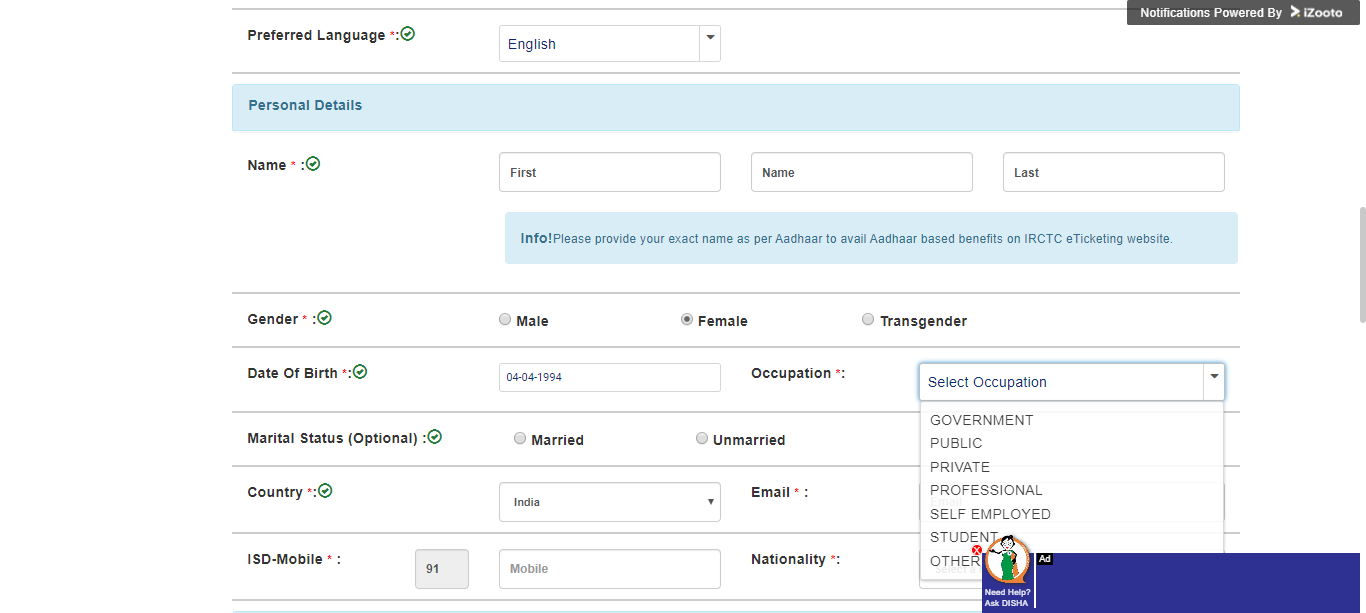 Notifications Powered By iZooto
Preferred Language *:
English
Personal Details
Name * :
First
Name
Last
Info!Please provide your exact name as per Aadhaar to avail Aadhaar based benefits on IRCTC eTicketing website.
Gender * :
Male
Female
Transgender
Date Of Birth *:
04-04-1994
Occupation *:
Select Occupation
GOVERNMENT
PUBLIC
PRIVATE
PROFESSIONAL
SELF EMPLOYED
STUDENT
OTHER
Marital Status (Optional) :
Married
Unmarried
Country *:
India
Email * :
Email
ISD-Mobile * :
91
Mobile
Nationality *:
Select a
X
Ad
Need Help?
Ask DISHA